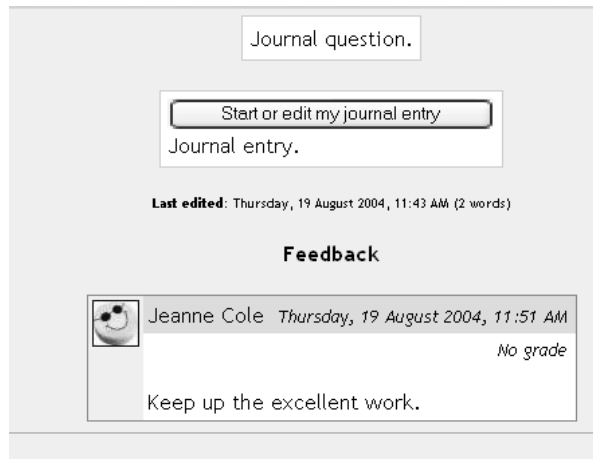 Journal question.
Start or edit my journal entry
Journal entry.
Last edited: Thursday, 19 August 2004, 11:43 AM (2 words)
Feedback
Jeanne Cole Thursday, 19 August 2004, 11:51 AM
No grade
Keep up the excellent work.